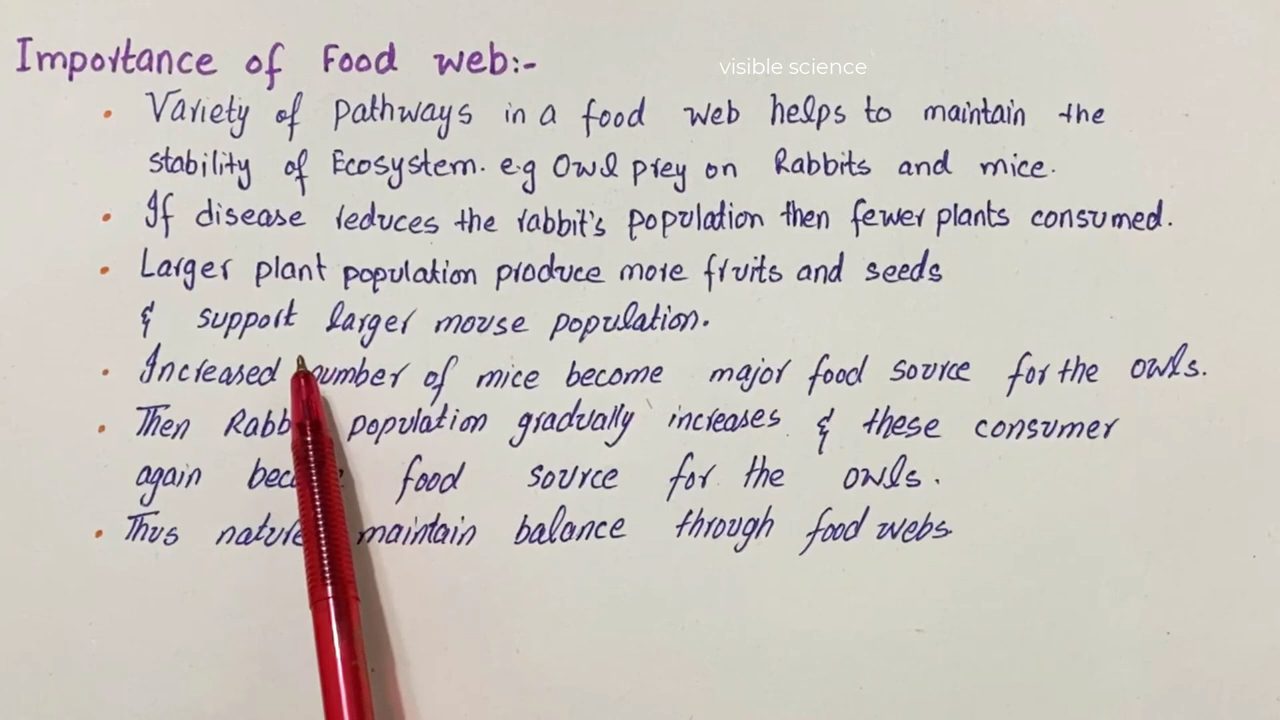 Importance of Food web:-
visible science
• Variety of pathways in a food web helps to maintain the
stability of Ecosystem. e.g Owl prey on Rabbits and mice.
• If disease reduces the rabbit's population then fewer plants consumed.
• Larger plant population produce more fruits and seeds
& support larger mouse population.
• Increased number of mice become major food source for the owls.
• Then population gradually increases & these consumer
again food source for the owls.
• Thus nature maintain balance through food webs